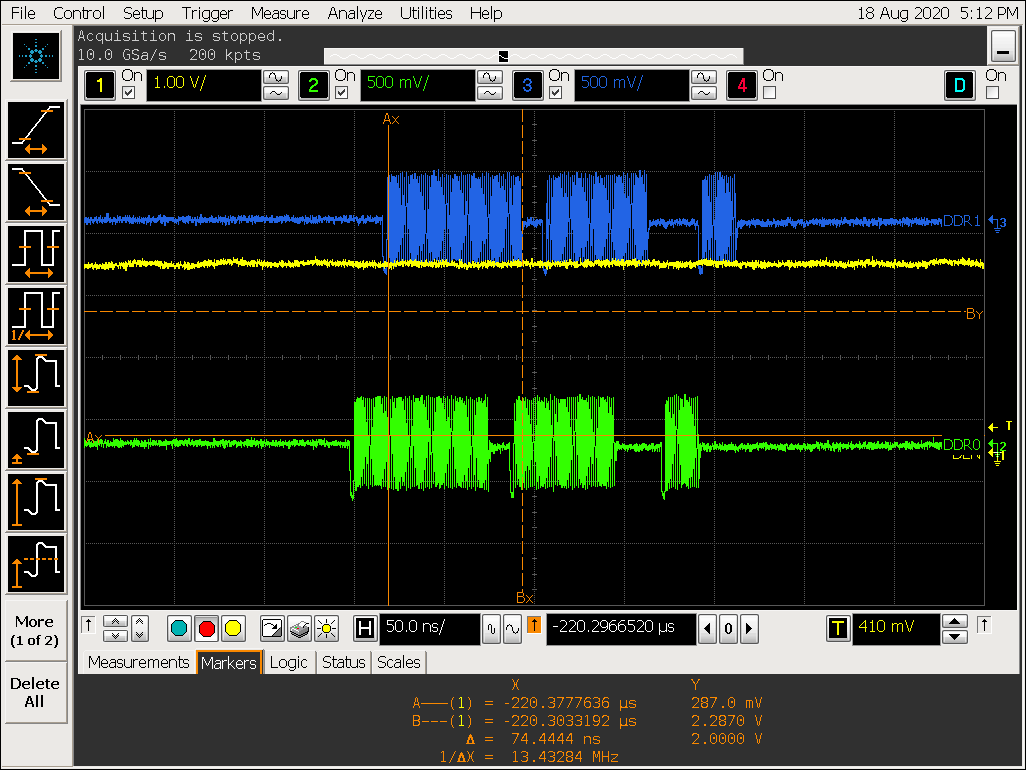 File Control Setup Trigger Measure Analyze Utilities Help 18 Aug 2020 5:12 PM
Acquisition is stopped.
10.0 GSa/s 200 kpts
1 On 1.00 V/ 2 On 500 mV/ 3 On 500 mV/ 4 On D On
Ax
DDR1 3
By
T
Ax DDR0 2
1
Bx
More
(1 of 2)
Delete
All
H 50.0 ns/ T -220.2966520 µs 0 T 410 mV
Measurements Markers Logic Status Scales
X Y
A——(1) = -220.3777636 µs 287.0 mV
B---(1) = -220.3033192 µs 2.2870 V
Δ = 74.4444 ns 2.0000 V
1/ΔX = 13.43284 MHz